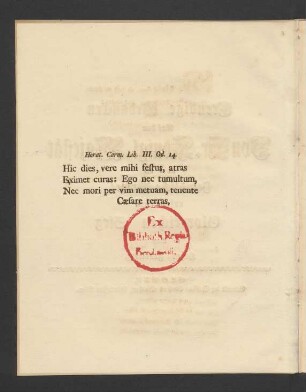 Horat. Carm. Lib. III. Od. 14.
Hic dies, vere mihi festus, atras
Eximet curas: Ego nec tumultum,
Nec mori per vim metuam, tenente
Cæsare terras,
Ex
Biblioth. Regia